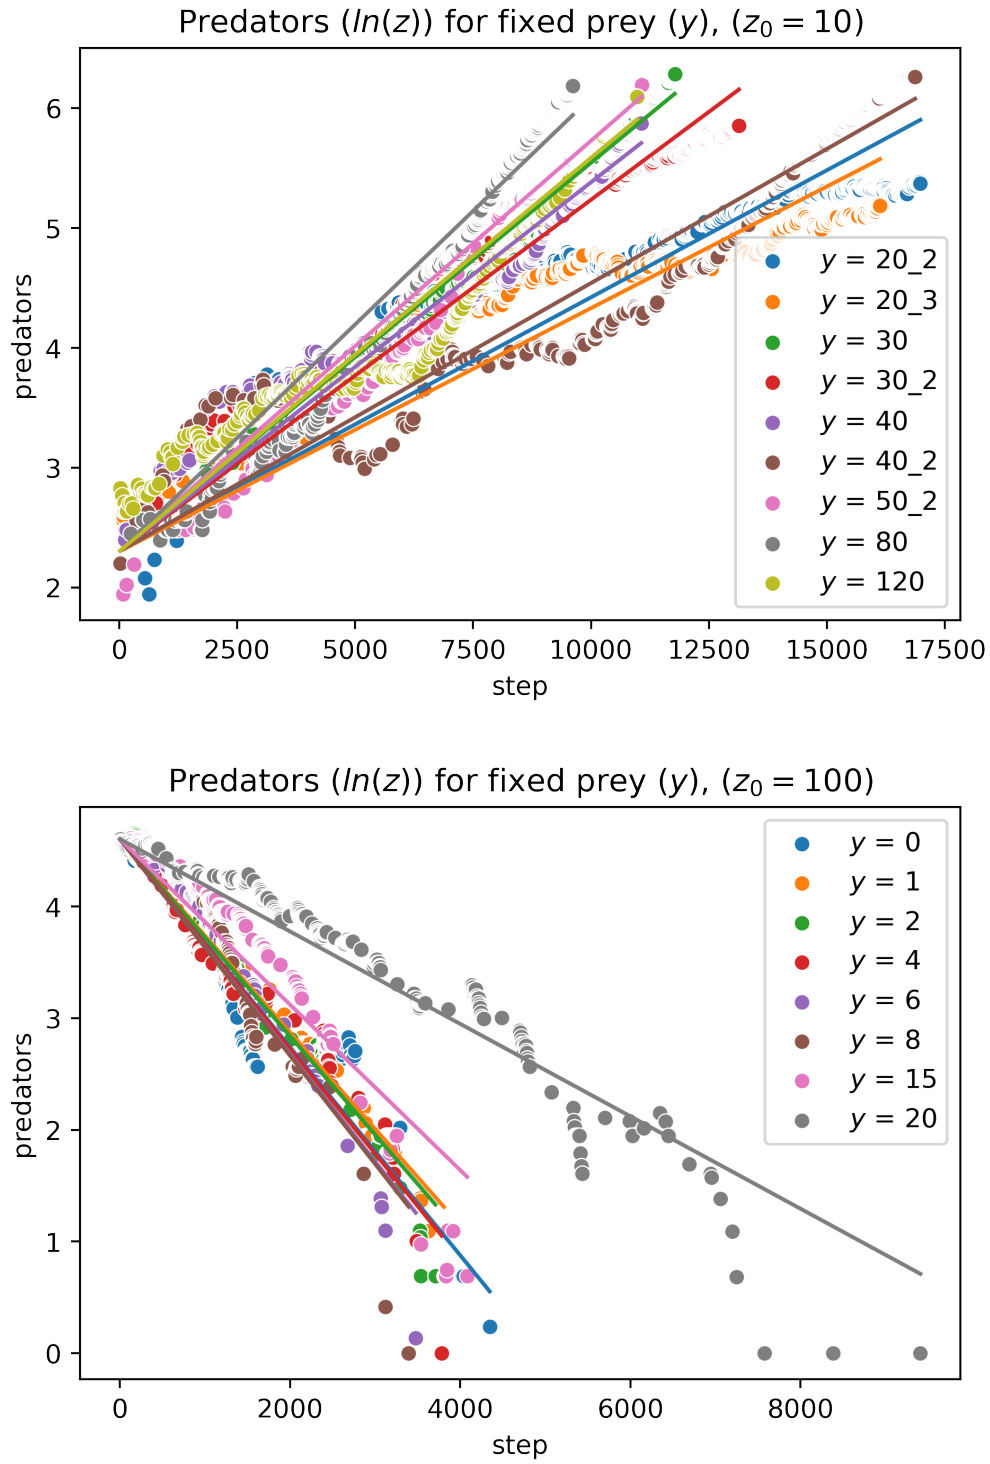 Predators (ln(z)) for fixed prey (y), (z₀ = 10)
6
5
4
3
2
predators
0 2500 5000 7500 10000 12500 15000 17500
step
y = 20_2
y = 20_3
y = 30
y = 30_2
y = 40
y = 40_2
y = 50_2
y = 80
y = 120
Predators (ln(z)) for fixed prey (y), (z₀ = 100)
4
3
2
1
0
predators
0 2000 4000 6000 8000
step
y = 0
y = 1
y = 2
y = 4
y = 6
y = 8
y = 15
y = 20